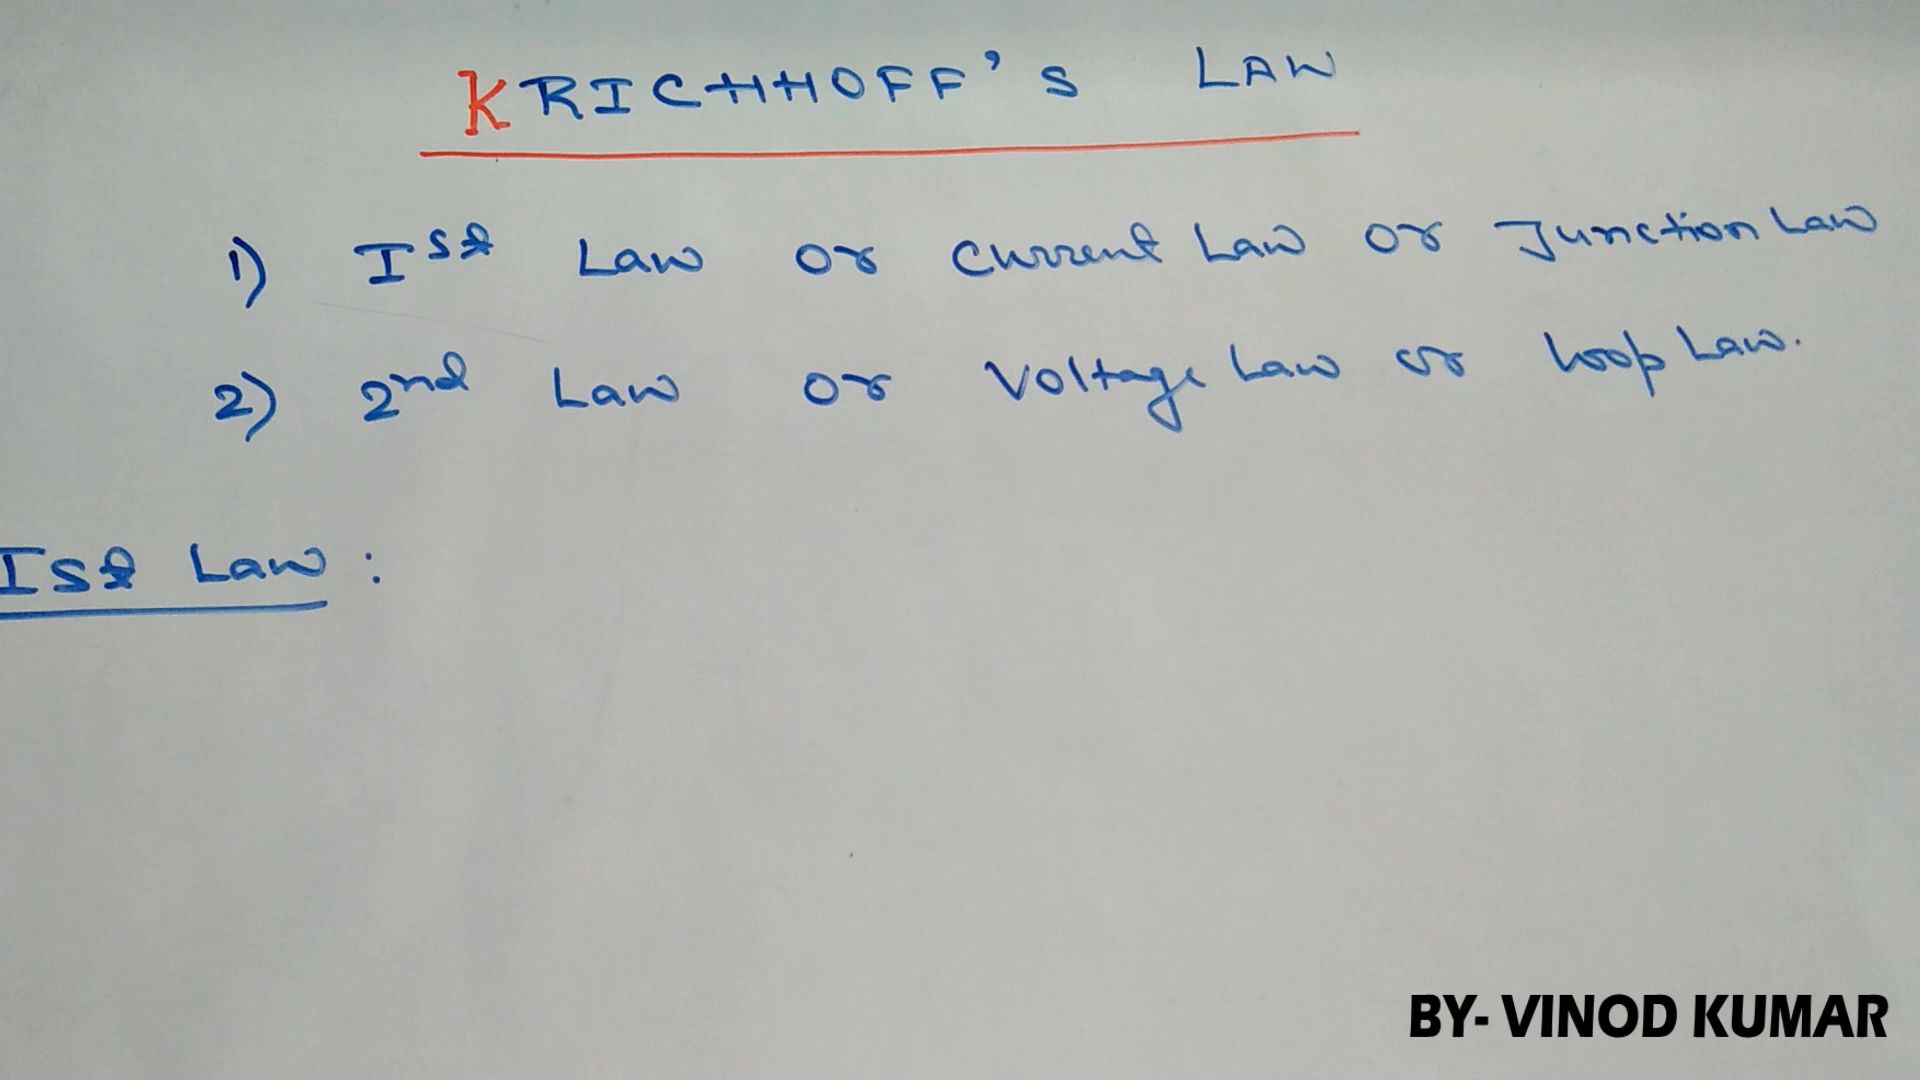 KRICHHOFF's LAW
1) Ist Law or Current Law or Junction Law
2) 2nd Law or Voltage Law or Loop Law.
Ist Law :
BY- VINOD KUMAR